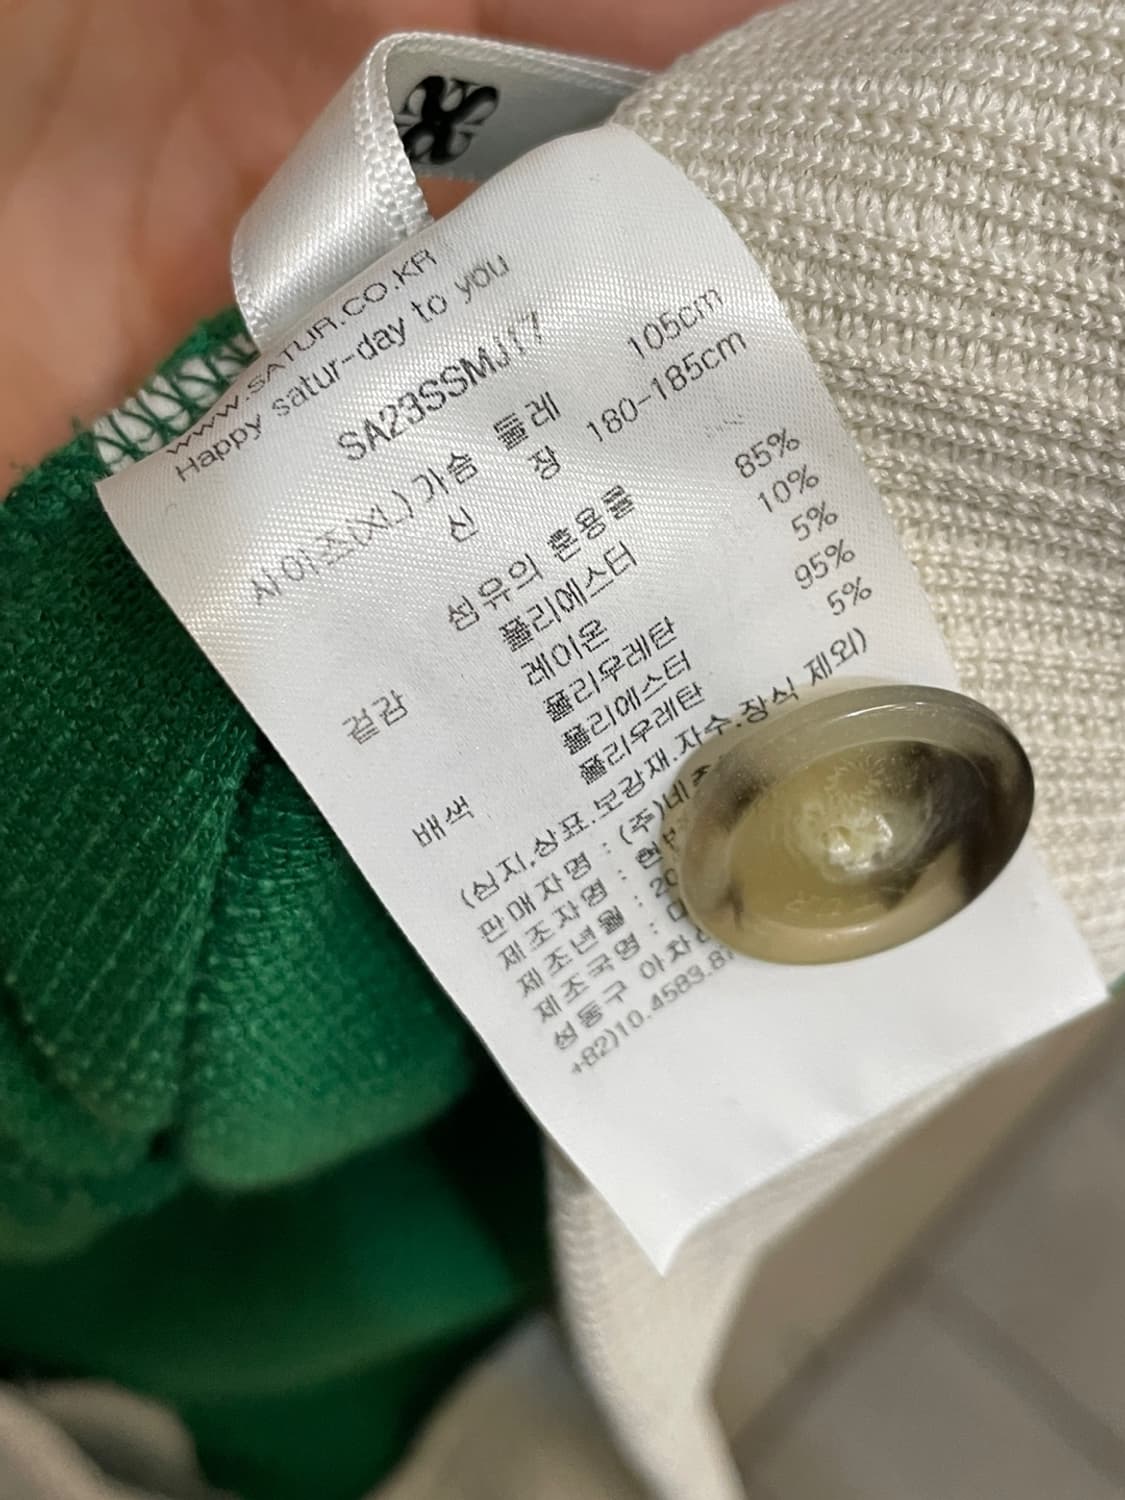 WWW.SATUR.CO.KR
Happy satur-day to you
SA23SSMJ17
사이즈(XL) 가슴 둘레 105cm
신 장 180-185cm
섬유의 혼용율
겉감 폴리에스터 85%
레이온 10%
폴리우레탄 5%
배색 폴리에스터 95%
폴리우레탄 5%
(심지.상표.보강재.자수.장식 제외)
판매자명 : (주)
제조자명 :
제조년월 : 20
제조국명 :
성동구
+82)10.4583.8